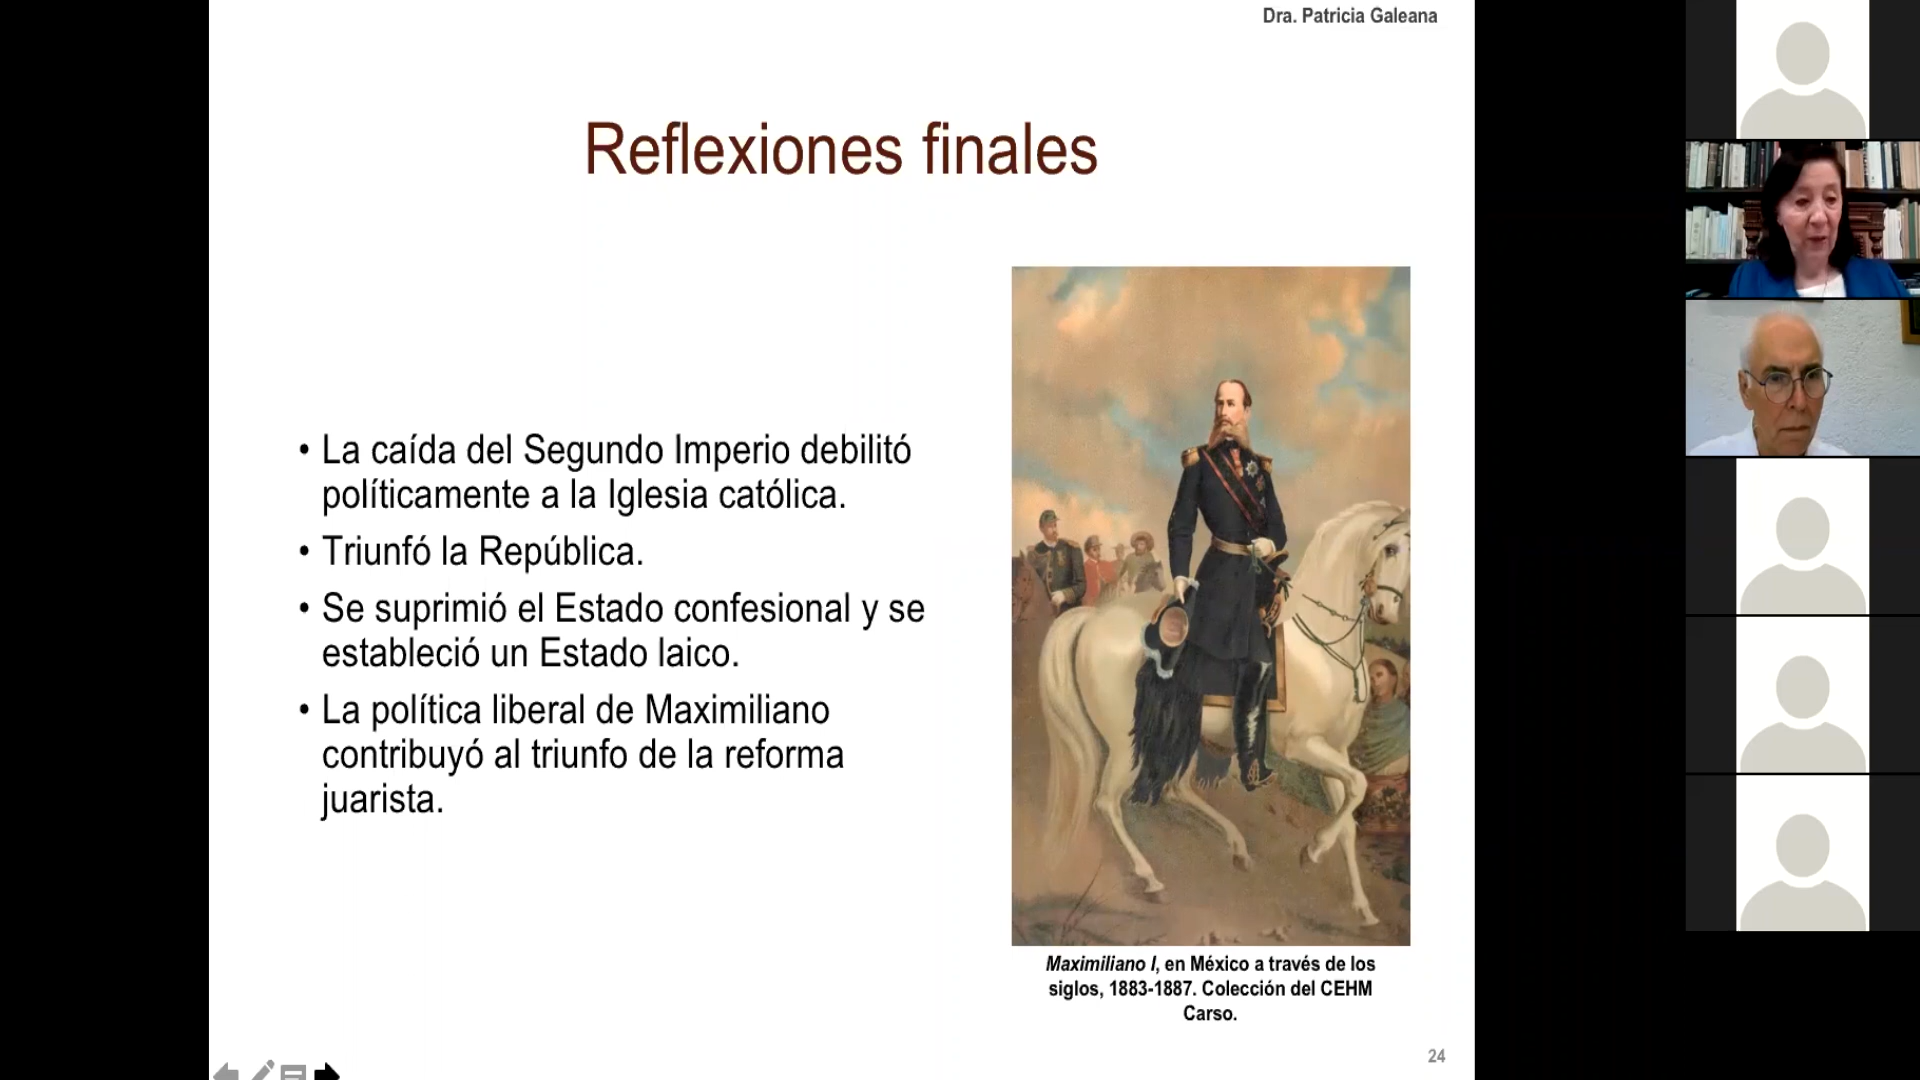 Dra. Patricia Galeana
Reflexiones finales
• La caída del Segundo Imperio debilitó
políticamente a la Iglesia católica.
• Triunfó la República.
• Se suprimió el Estado confesional y se
estableció un Estado laico.
• La política liberal de Maximiliano
contribuyó al triunfo de la reforma
juarista.
Maximiliano I, en México a través de los
siglos, 1883-1887. Colección del CEHM
Carso.
24